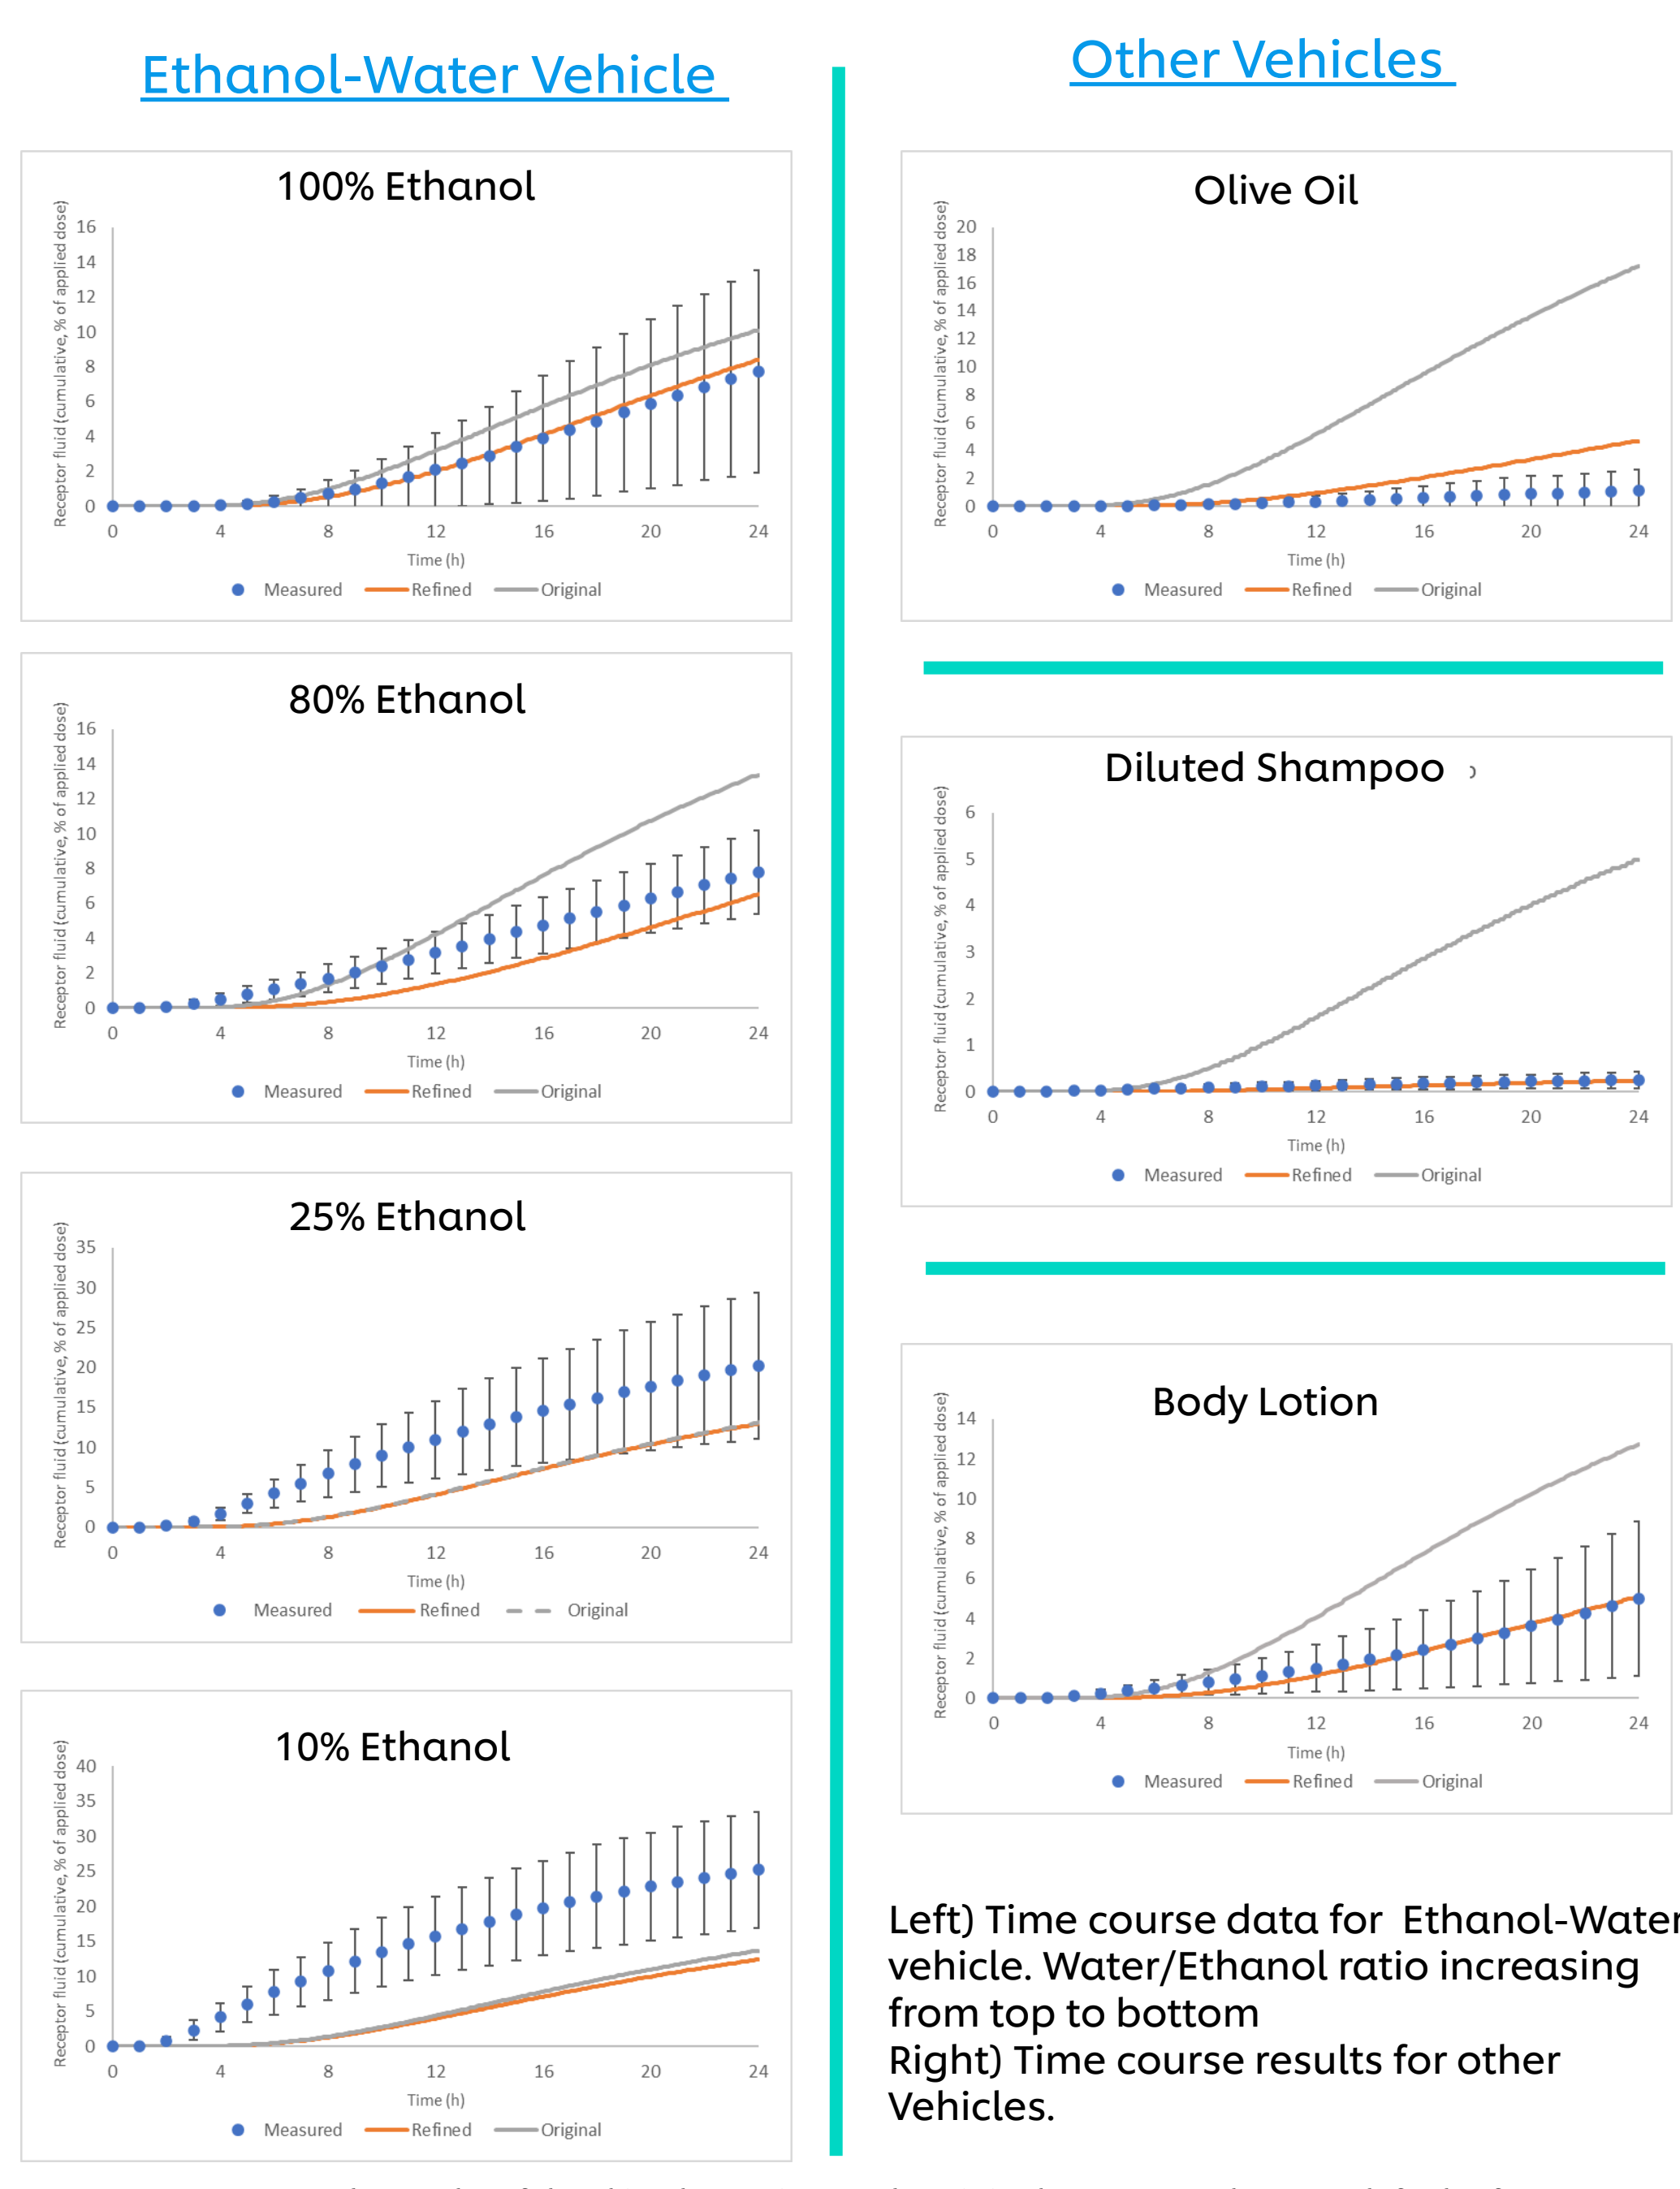 Ethanol-Water Vehicle
100% Ethanol
Receptor fluid (cumulative, % of applied dose)
16
14
12
10
8
6
4
2
0
0 4 8 12 16 20 24
Time (h)
Measured Refined Original
80% Ethanol
Receptor fluid (cumulative, % of applied dose)
16
14
12
10
8
6
4
2
0
0 4 8 12 16 20 24
Time (h)
Measured Refined Original
25% Ethanol
Receptor fluid (cumulative, % of applied dose)
35
30
25
20
15
10
5
0
0 4 8 12 16 20 24
Time (h)
Measured Refined Original
10% Ethanol
Receptor fluid (cumulative, % of applied dose)
40
35
30
25
20
15
10
5
0
0 4 8 12 16 20 24
Time (h)
Measured Refined Original
Other Vehicles
Olive Oil
Receptor fluid (cumulative, % of applied dose)
20
18
16
14
12
10
8
6
4
2
0
0 4 8 12 16 20 24
Time (h)
Measured Refined Original
Diluted Shampoo
Receptor fluid (cumulative, % of applied dose)
6
5
4
3
2
1
0
0 4 8 12 16 20 24
Time (h)
Measured Refined Original
Body Lotion
Receptor fluid (cumulative, % of applied dose)
14
12
10
8
6
4
2
0
0 4 8 12 16 20 24
Time (h)
Measured Refined Original
Left) Time course data for Ethanol-Water
vehicle. Water/Ethanol ratio increasing
from top to bottom
Right) Time course results for other
Vehicles.